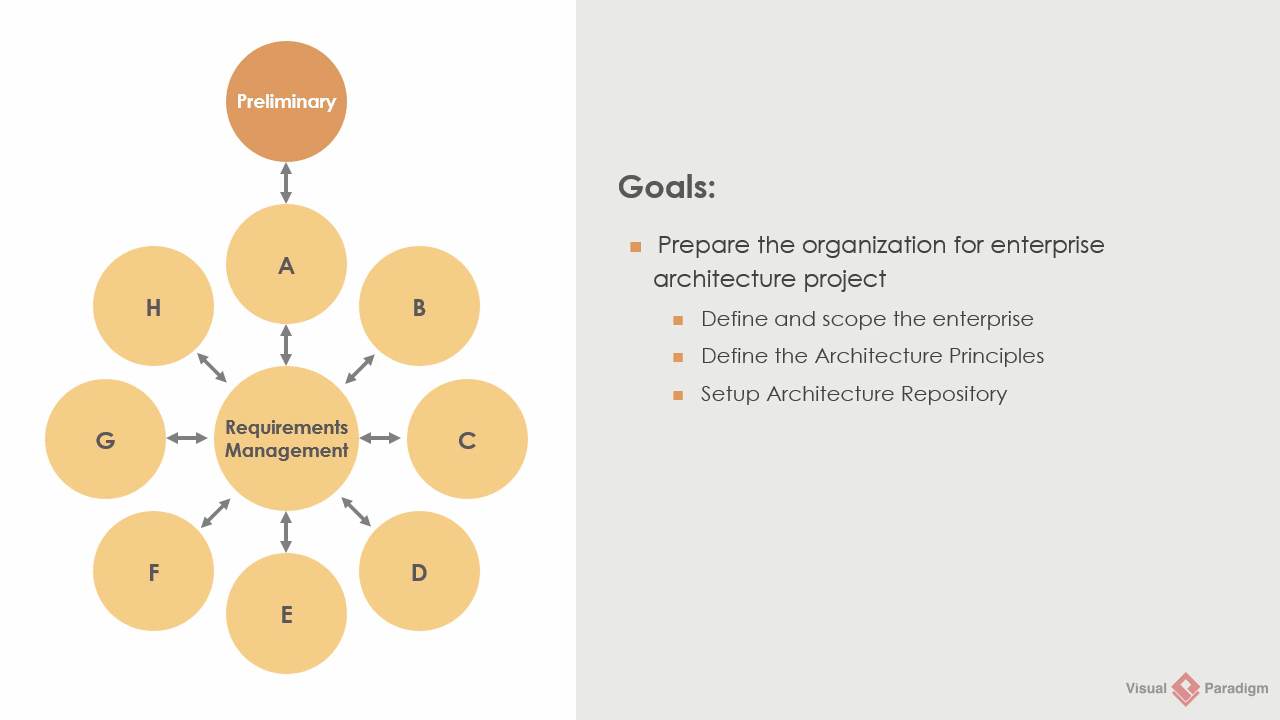 Preliminary
A
H
B
Requirements
Management
G
C
F
D
E
Goals:
Prepare the organization for enterprise
architecture project
Define and scope the enterprise
Define the Architecture Principles
Setup Architecture Repository
Visual Paradigm